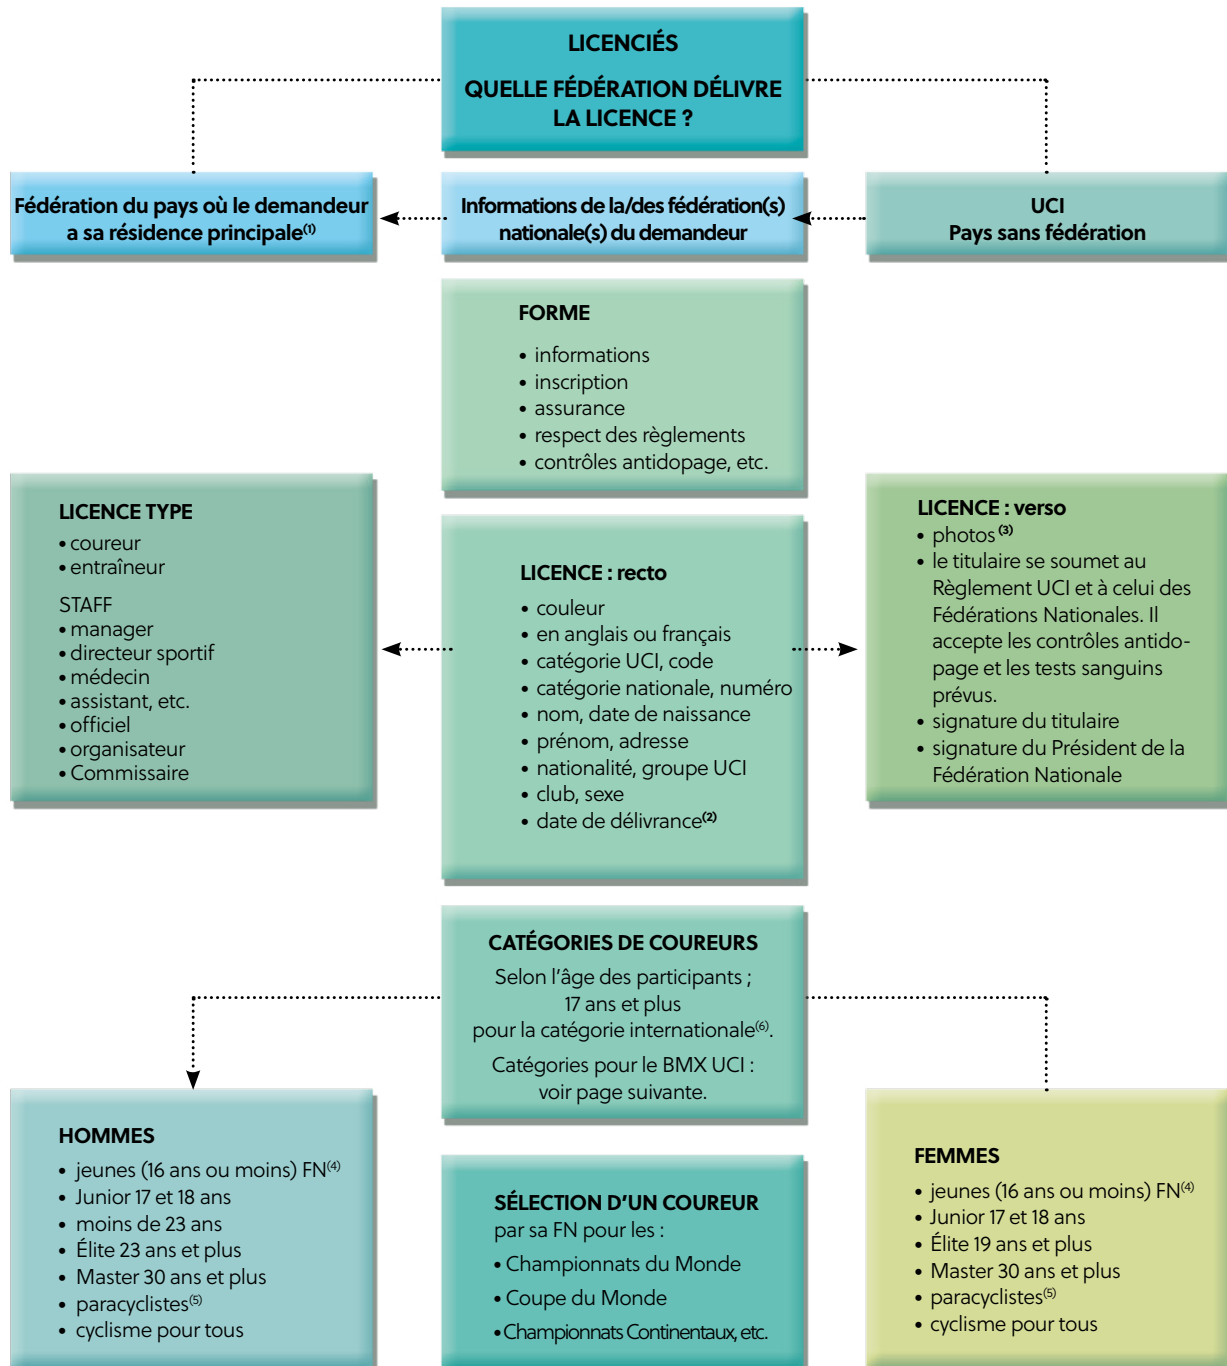 LICENCIÉS
QUELLE FÉDÉRATION DÉLIVRE
LA LICENCE ?
Fédération du pays où le demandeur
a sa résidence principale(1)
Informations de la/des fédération(s)
nationale(s) du demandeur
UCI
Pays sans fédération
FORME
• informations
• inscription
• assurance
• respect des règlements
• contrôles antidopage, etc.
LICENCE TYPE
• coureur
• entraîneur
STAFF
• manager
• directeur sportif
• médecin
• assistant, etc.
• officiel
• organisateur
• Commissaire
LICENCE : recto
• couleur
• en anglais ou français
• catégorie UCI, code
• catégorie nationale, numéro
• nom, date de naissance
• prénom, adresse
• nationalité, groupe UCI
• club, sexe
• date de délivrance(2)
LICENCE : verso
• photos(3)
• le titulaire se soumet au
Règlement UCI et à celui des
Fédérations Nationales. Il
accepte les contrôles antido-
page et les tests sanguins
prévus.
• signature du titulaire
• signature du Président de la
Fédération Nationale
CATÉGORIES DE COUREURS
Selon l'âge des participants ;
17 ans et plus
pour la catégorie internationale(6).
Catégories pour le BMX UCI :
voir page suivante.
HOMMES
• jeunes (16 ans ou moins) FN(4)
• Junior 17 et 18 ans
• moins de 23 ans
• Élite 23 ans et plus
• Master 30 ans et plus
• paracyclistes(5)
• cyclisme pour tous
SÉLECTION D'UN COUREUR
par sa FN pour les :
• Championnats du Monde
• Coupe du Monde
• Championnats Continentaux, etc.
FEMMES
• jeunes (16 ans ou moins) FN(4)
• Junior 17 et 18 ans
• Élite 19 ans et plus
• Master 30 ans et plus
• paracyclistes(5)
• cyclisme pour tous